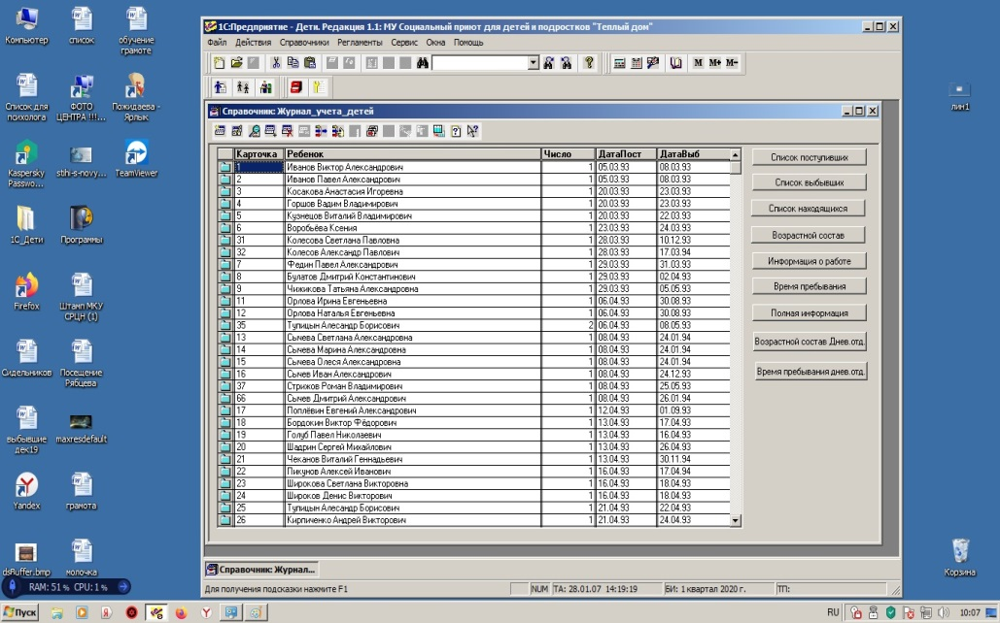 1С:Предприятие - Дети. Редакция 1.1: МУ Социальный приют для детей и подростков "Теплый дом"
Файл Действия Справочники Регламенты Сервис Окна Помощь
M M+ M-
Справочник: Журнал_учета_детей
Карточка Ребенок Число ДатаПост ДатаВыб
1 Иванов Виктор Александрович 1 05.03.93 08.03.93
2 Иванов Павел Александрович 1 05.03.93 08.03.93
3 Косакова Анастасия Игоревна 1 20.03.93 23.03.93
4 Горшов Вадим Владимирович 1 20.03.93 23.03.93
5 Кузнецов Виталий Владимирович 1 20.03.93 22.03.93
6 Воробьёва Ксения 1 23.03.93 24.03.93
31 Колесова Светлана Павловна 1 28.03.93 10.12.93
32 Колесов Александр Павлович 1 28.03.93 17.03.94
7 Федин Павел Александрович 1 29.03.93 31.03.93
8 Булатов Дмитрий Константинович 1 29.03.93 02.04.93
9 Чижикова Татьяна Александровна 1 29.03.93 05.05.93
11 Орлова Ирина Евгеньевна 1 06.04.93 30.08.93
12 Орлова Наталья Евгеньевна 1 06.04.93 30.08.93
35 Тупицын Алесандр Борисович 2 06.04.93 08.05.93
13 Сычева Светлана Александровна 1 08.04.93 24.01.94
14 Сычева Марина Александровна 1 08.04.93 24.01.94
15 Сычева Олеся Александровна 1 08.04.93 24.01.94
16 Сычев Иван Александрович 1 08.04.93 24.12.93
37 Стрижов Роман Владимирович 1 08.04.93 25.05.93
66 Сычев Дмитрий Александрович 1 08.04.93 26.01.94
17 Поплёвин Евгений Александрович 1 12.04.93 01.09.93
18 Бордокин Виктор Фёдорович 1 13.04.93 17.04.93
19 Голуб Павел Николаевич 1 13.04.93 16.04.93
20 Шадрин Сергей Михайлович 1 13.04.93 26.04.93
21 Чеканов Виталий Геннадьевич 1 13.04.93 30.11.94
22 Пикунов Алексей Иванович 1 16.04.93 17.04.93
23 Широкова Светлана Викторовна 1 16.04.93 18.04.93
24 Широков Денис Викторович 1 16.04.93 18.04.93
25 Тупицын Алесандр Борисович 1 21.04.93 22.04.93
26 Кирпиченко Андрей Викторович 1 21.04.93 24.04.93
Список поступивших
Список выбывших
Список находящихся
Возрастной состав
Информация о работе
Время пребывания
Полная информация
Возрастной состав Днев.отд.
Время пребывания днев.отд.
Справочник: Журнал...
Для получения подсказки нажмите F1 NUM TA: 28.01.07 14:19:19 БИ: 1 квартал 2020 г. ТП:
Компьютер
список
обучение
грамоте
Список для
психолога
ФОТО
ЦЕНТРА !!!...
Пожидаева -
Ярлык
Kaspersky
Passwo...
stihi-s-novy...
TeamViewer
1С_Дети
Программы
Firefox
Штамп МКУ
СРЦН (1)
Сидельников
Посещение
Рябцева
выбывшие
дек19
maxresdefault
Yandex
грамота
dsBuffer.bmp
молочка
лин1
Корзина
RAM: 51% CPU: 1%
Пуск
RU 10:07